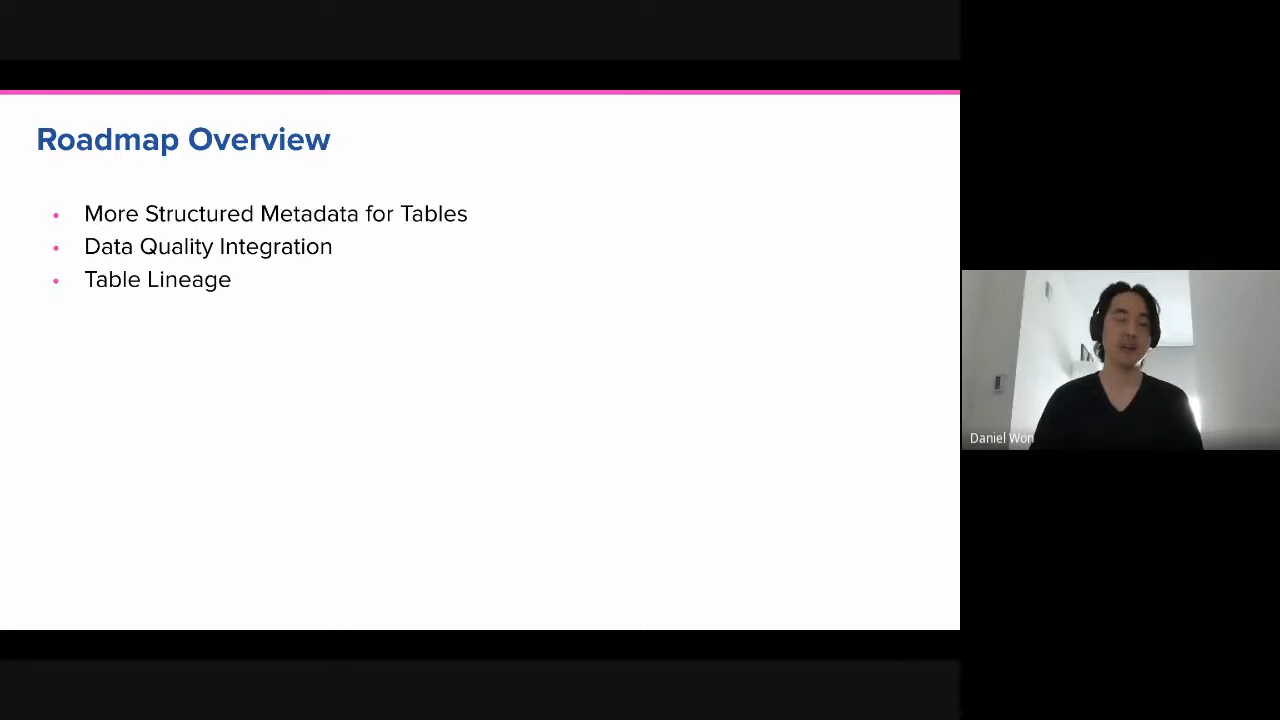 Roadmap Overview
• More Structured Metadata for Tables
• Data Quality Integration
• Table Lineage
Daniel Won